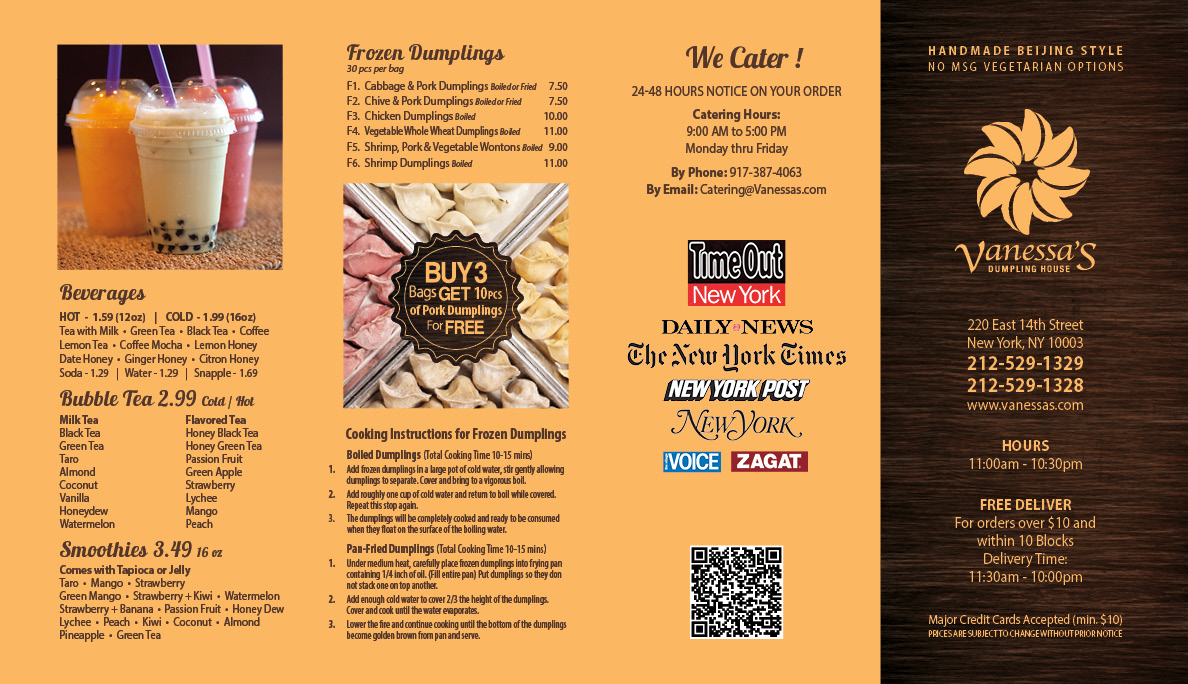 Beverages
HOT - 1.59 (12oz) | COLD - 1.99 (16oz)
Tea with Milk • Green Tea • Black Tea • Coffee
Lemon Tea • Coffee Mocha • Lemon Honey
Date Honey • Ginger Honey • Citron Honey
Soda - 1.29 | Water - 1.29 | Snapple - 1.69
Bubble Tea 2.99 Cold / Hot
Milk Tea
Black Tea
Green Tea
Taro
Almond
Coconut
Vanilla
Honeydew
Watermelon
Flavored Tea
Honey Black Tea
Honey Green Tea
Passion Fruit
Green Apple
Strawberry
Lychee
Mango
Peach
Smoothies 3.49 16 oz
Comes with Tapioca or Jelly
Taro • Mango • Strawberry
Green Mango • Strawberry + Kiwi • Watermelon
Strawberry + Banana • Passion Fruit • Honey Dew
Lychee • Peach • Kiwi • Coconut • Almond
Pineapple • Green Tea
Frozen Dumplings
30 pcs per bag
F1. Cabbage & Pork Dumplings Boiled or Fried 7.50
F2. Chive & Pork Dumplings Boiled or Fried 7.50
F3. Chicken Dumplings Boiled 10.00
F4. Vegetable Whole Wheat Dumplings Boiled 11.00
F5. Shrimp, Pork & Vegetable Wontons Boiled 9.00
F6. Shrimp Dumplings Boiled 11.00
BUY 3
Bags GET 10 PCS
of Pork Dumplings
For FREE
Cooking Instructions for Frozen Dumplings
Boiled Dumplings (Total Cooking Time 10-15 mins)
1. Add frozen dumplings in a large pot of cold water, stir gently allowing
dumplings to separate. Cover and bring to a vigorous boil.
2. Add roughly one cup of cold water and return to boil while covered.
Repeat this stop again.
3. The dumplings will be completely cooked and ready to be consumed
when they float on the surface of the boiling water.
Pan-Fried Dumplings (Total Cooking Time 10-15 mins)
1. Under medium heat, carefully place frozen dumplings into frying pan
containing 1/4 inch of oil. (Fill entire pan) Put dumplings so they don
not stack one on top another.
2. Add enough cold water to cover 2/3 the height of the dumplings.
Cover and cook until the water evaporates.
3. Lower the fire and continue cooking until the bottom of the dumplings
become golden brown from pan and serve.
We Cater !
24-48 HOURS NOTICE ON YOUR ORDER
Catering Hours:
9:00 AM to 5:00 PM
Monday thru Friday
By Phone: 917-387-4063
By Email: Catering@Vanessas.com
Time Out
New York
DAILY NEWS
The New York Times
NEW YORK POST
NEW YORK
VOICE
ZAGAT
HANDMADE BEIJING STYLE
NO MSG VEGETARIAN OPTIONS
Vanessa'S
DUMPLING HOUSE
220 East 14th Street
New York, NY 10003
212-529-1329
212-529-1328
www.vanessas.com
HOURS
11:00am - 10:30pm
FREE DELIVER
For orders over $10 and
within 10 Blocks
Delivery Time:
11:30am - 10:00pm
Major Credit Cards Accepted (min. $10)
PRICES ARE SUBJECT TO CHANGE WITHOUT PRIOR NOTICE